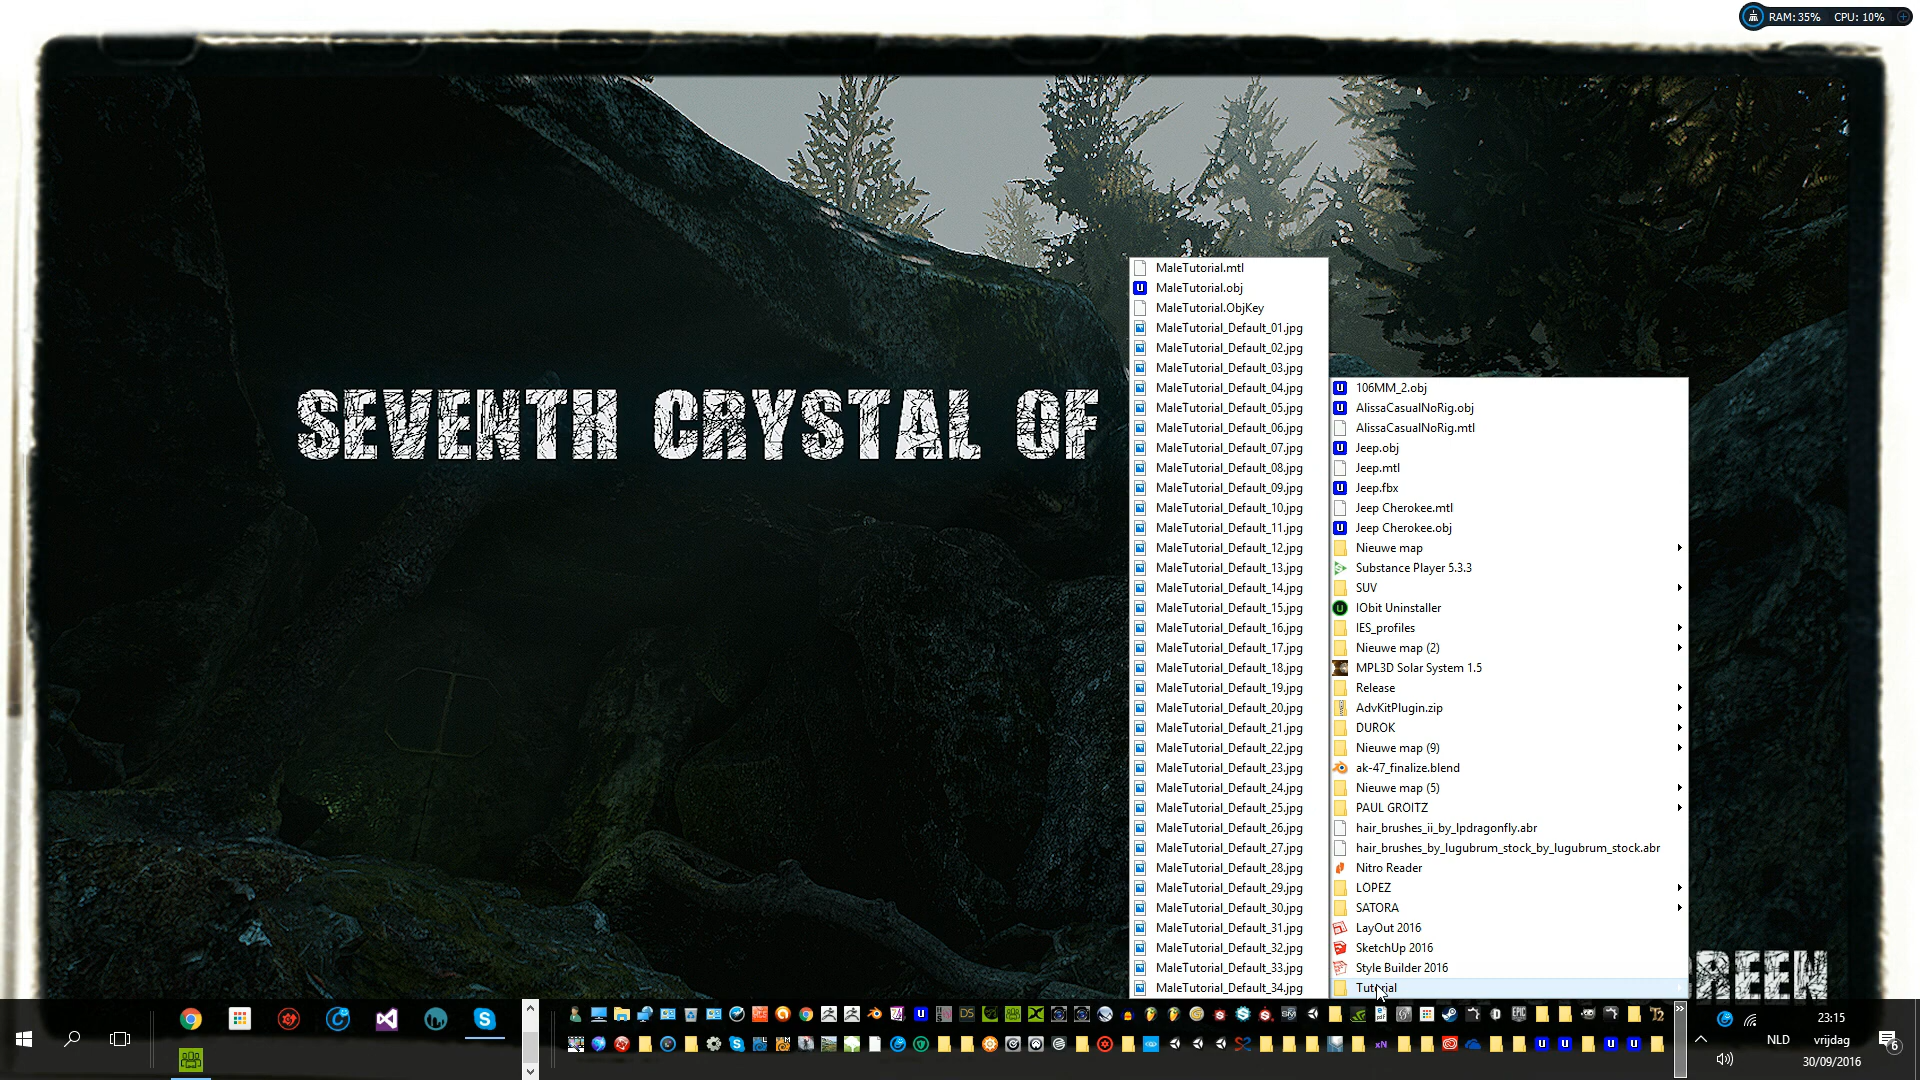 RAM: 35% CPU: 10%
SEVENTH CRYSTAL OF
MaleTutorial.mtl
MaleTutorial.obj
MaleTutorial.ObjKey
MaleTutorial_Default_01.jpg
MaleTutorial_Default_02.jpg
MaleTutorial_Default_03.jpg
MaleTutorial_Default_04.jpg
MaleTutorial_Default_05.jpg
MaleTutorial_Default_06.jpg
MaleTutorial_Default_07.jpg
MaleTutorial_Default_08.jpg
MaleTutorial_Default_09.jpg
MaleTutorial_Default_10.jpg
MaleTutorial_Default_11.jpg
MaleTutorial_Default_12.jpg
MaleTutorial_Default_13.jpg
MaleTutorial_Default_14.jpg
MaleTutorial_Default_15.jpg
MaleTutorial_Default_16.jpg
MaleTutorial_Default_17.jpg
MaleTutorial_Default_18.jpg
MaleTutorial_Default_19.jpg
MaleTutorial_Default_20.jpg
MaleTutorial_Default_21.jpg
MaleTutorial_Default_22.jpg
MaleTutorial_Default_23.jpg
MaleTutorial_Default_24.jpg
MaleTutorial_Default_25.jpg
MaleTutorial_Default_26.jpg
MaleTutorial_Default_27.jpg
MaleTutorial_Default_28.jpg
MaleTutorial_Default_29.jpg
MaleTutorial_Default_30.jpg
MaleTutorial_Default_31.jpg
MaleTutorial_Default_32.jpg
MaleTutorial_Default_33.jpg
MaleTutorial_Default_34.jpg
106MM_2.obj
AlissaCasualNoRig.obj
AlissaCasualNoRig.mtl
Jeep.obj
Jeep.mtl
Jeep.fbx
Jeep Cherokee.mtl
Jeep Cherokee.obj
Nieuwe map
Substance Player 5.3.3
SUV
IObit Uninstaller
IES_profiles
Nieuwe map (2)
MPL3D Solar System 1.5
Release
AdvKitPlugin.zip
DUROK
Nieuwe map (9)
ak-47_finalize.blend
Nieuwe map (5)
PAUL GROITZ
hair_brushes_ii_by_lpdragonfly.abr
hair_brushes_by_lugubrum_stock_by_lugubrum_stock.abr
Nitro Reader
LOPEZ
SATORA
LayOut 2016
SketchUp 2016
Style Builder 2016
Tutorial
REEN
NLD
23:15
vrijdag
30/09/2016
6